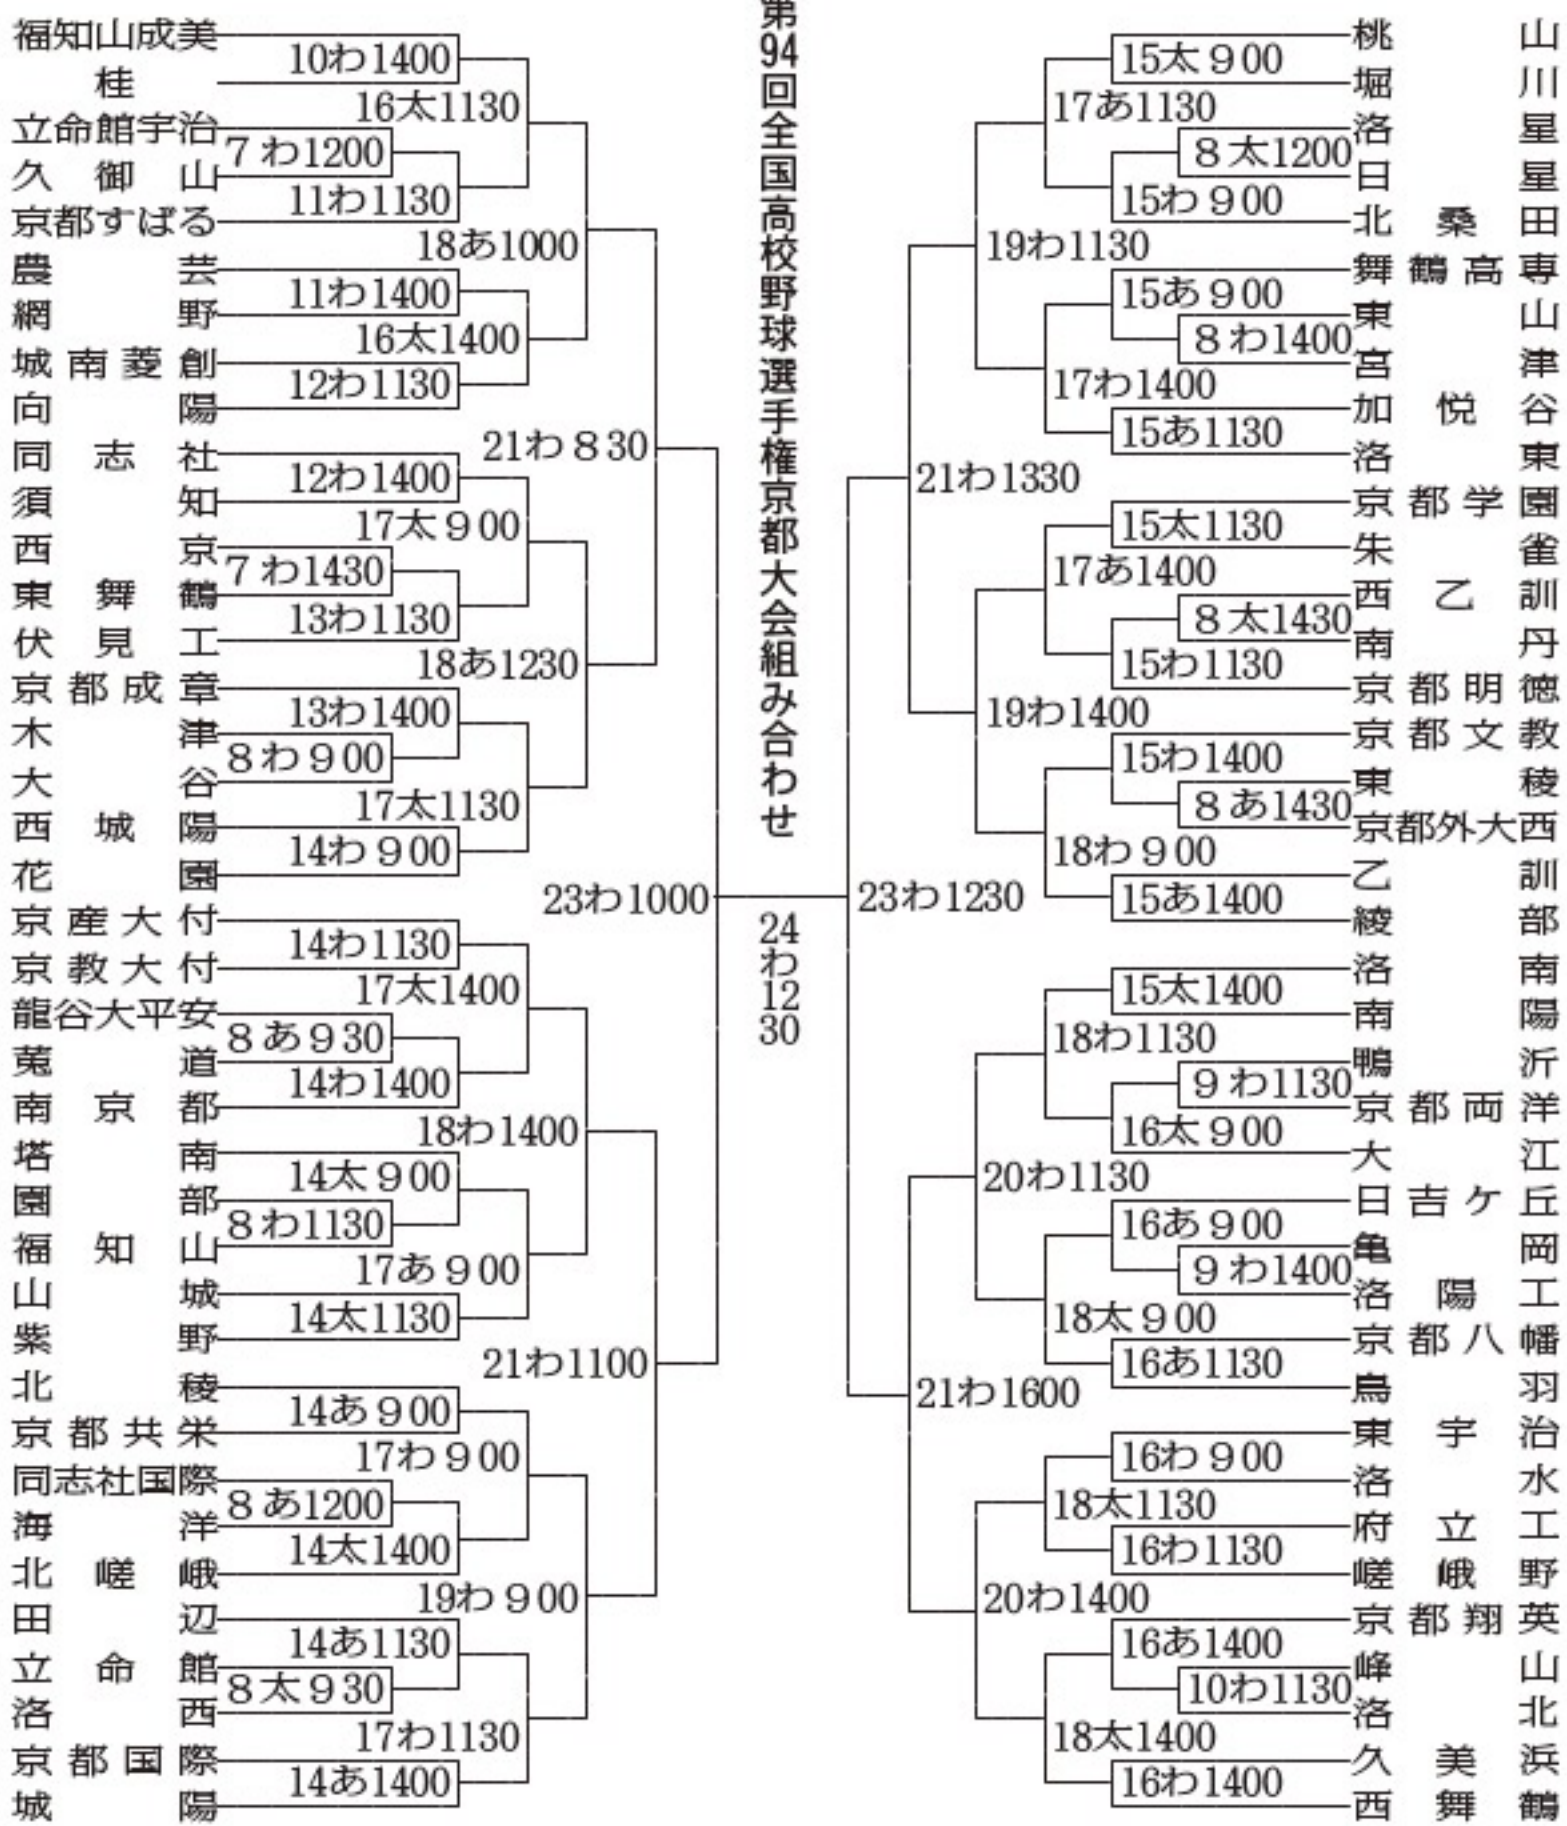 第94回全国高校野球選手権京都大会組み合わせ
福知山成美
10わ1400
桂
16太1130
立命館宇治
7わ1200
久御山
11わ1130
京都すばる
18あ1000
農芸
11わ1400
網野
16太1400
城南菱創
12わ1130
向陽
21わ830
同志社
12わ1400
須知
17太900
西京
7わ1430
東舞鶴
13わ1130
伏見工
18あ1230
京都成章
13わ1400
木津
8わ900
大谷
17太1130
西城陽
14わ900
花園
23わ1000
京産大付
14わ1130
京教大付
17太1400
龍谷大平安
8あ930
莵道
14わ1400
南京都
18わ1400
塔南
14太900
園部
8わ1130
福知山
17あ900
山城
14太1130
紫野
21わ1100
北稜
14あ900
京都共栄
17わ900
同志社国際
8あ1200
海洋
14太1400
北嵯峨
19わ900
田辺
14あ1130
立命館
8太930
洛西
17わ1130
京都国際
14あ1400
城陽
24わ1230
桃山
15太900
堀川
17あ1130
洛星
8太1200
日星
15わ900
北桑田
19わ1130
舞鶴高専
15あ900
東山
8わ1400
宮津
17わ1400
加悦谷
15あ1130
洛東
21わ1330
京都学園
15太1130
朱雀
17あ1400
西乙訓
8太1430
南丹
15わ1130
京都明徳
19わ1400
京都文教
15わ1400
東稜
8あ1430
京都外大西
18わ900
乙訓
15あ1400
綾部
23わ1230
洛南
15太1400
南陽
18わ1130
鴨沂
9わ1130
京都両洋
16太900
大江
20わ1130
日吉ケ丘
16あ900
亀岡
9わ1400
洛陽工
18太900
京都八幡
16あ1130
鳥羽
21わ1600
東宇治
16わ900
洛水
18太1130
府立工
16わ1130
嵯峨野
20わ1400
京都翔英
16あ1400
峰山
10わ1130
洛北
18太1400
久美浜
16わ1400
西舞鶴